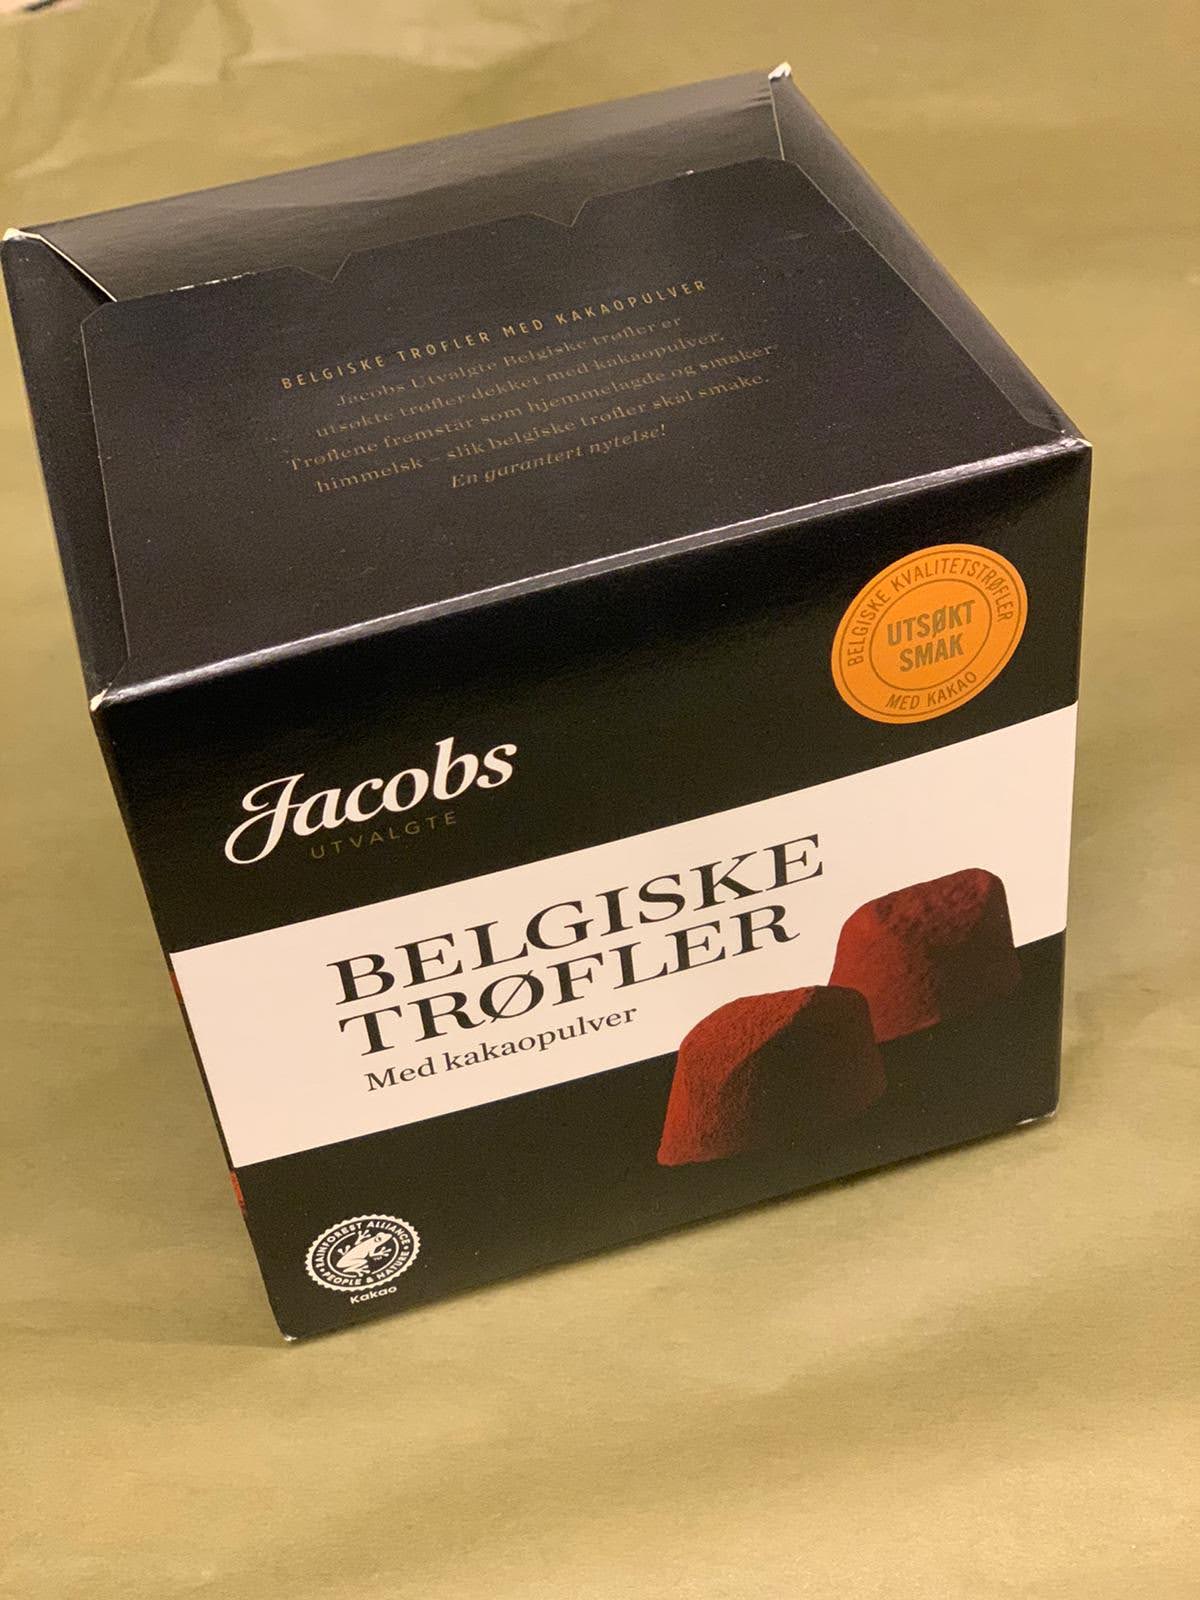 BELGISKE TRØFLER MED KAKAOPULVER
Jacobs Utvalgte Belgiske trøfler er
utsøkte trøfler dekket med kakaopulver.
Trøflene fremstår som hjemmelagde og smaker
himmelsk – slik belgiske trøfler skal smake.
En garantert nytelse!
BELGISKE KVALITETSTRØFLER
UTSØKT
SMAK
MED KAKAO
Jacobs
UTVALGTE
BELGISKE
TRØFLER
Med kakaopulver
RAINFOREST ALLIANCE
PEOPLE & NATURE
Kakao